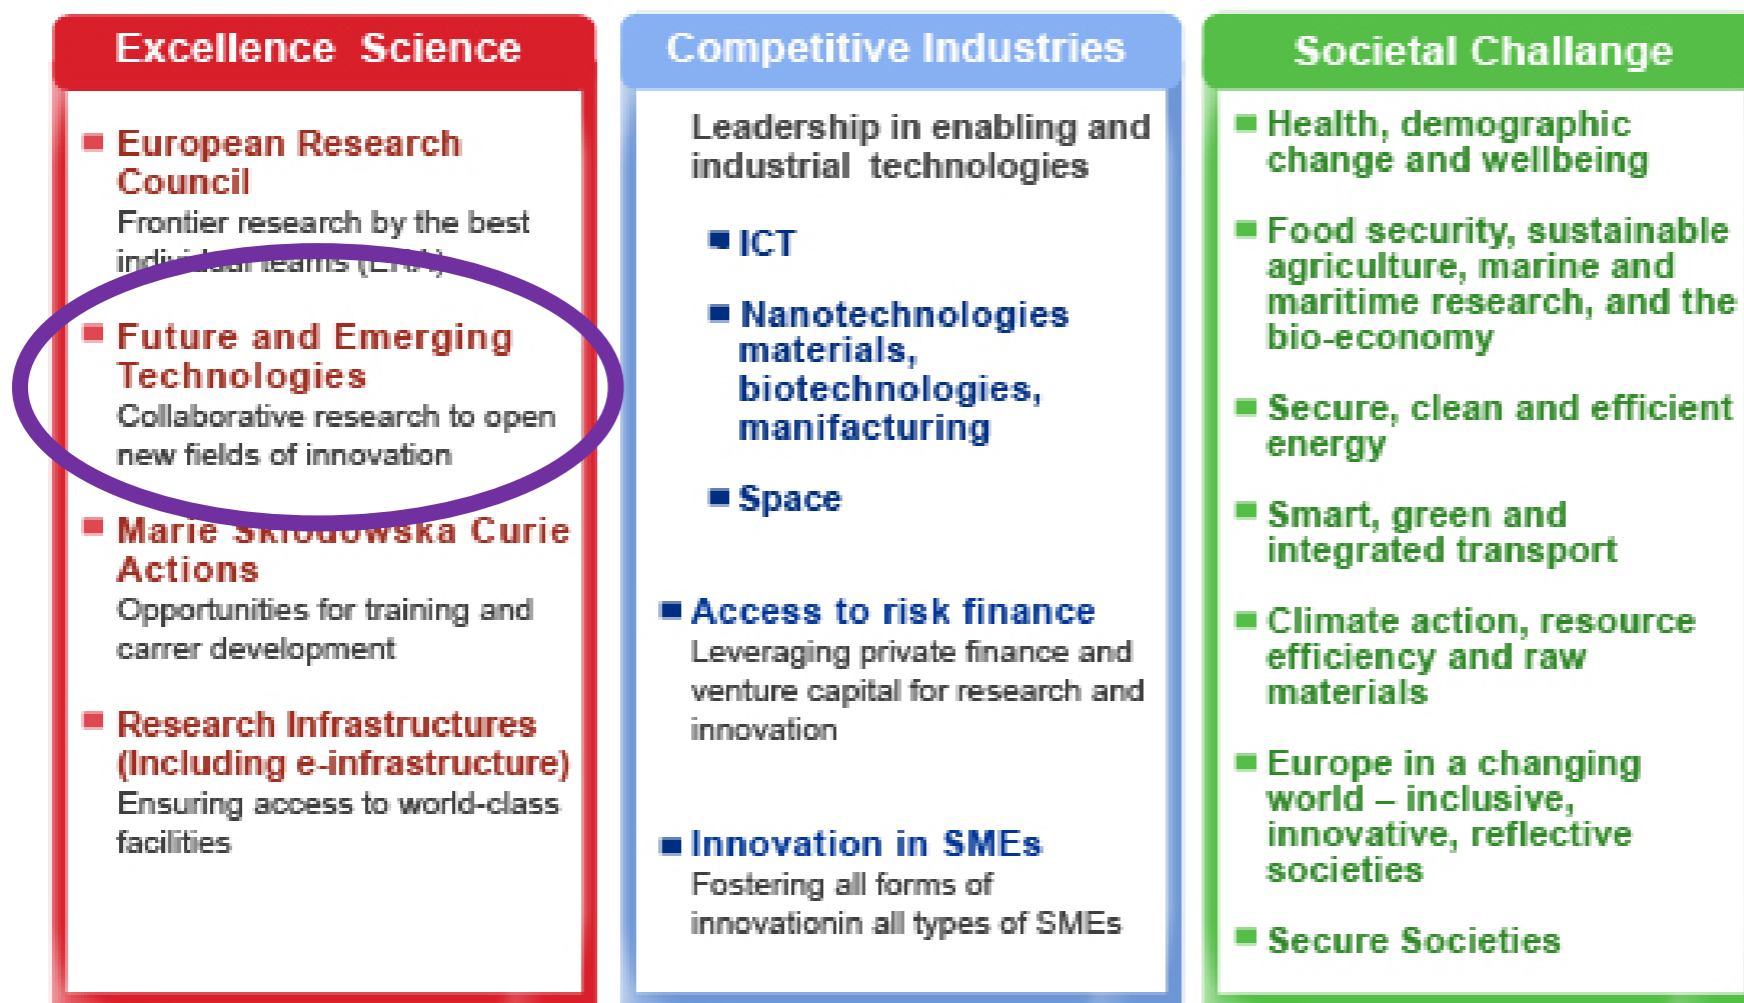 Excellence Science
European Research
Council
Frontier research by the best
individual teams
Future and Emerging
Technologies
Collaborative research to open
new fields of innovation
Marie Skłodowska Curie
Actions
Opportunities for training and
carrer development
Research Infrastructures
(Including e-infrastructure)
Ensuring access to world-class
facilities
Competitive Industries
Leadership in enabling and
industrial technologies
ICT
Nanotechnologies
materials,
biotechnologies,
manifacturing
Space
Access to risk finance
Leveraging private finance and
venture capital for research and
innovation
Innovation in SMEs
Fostering all forms of
innovationin all types of SMEs
Societal Challange
Health, demographic
change and wellbeing
Food security, sustainable
agriculture, marine and
maritime research, and the
bio-economy
Secure, clean and efficient
energy
Smart, green and
integrated transport
Climate action, resource
efficiency and raw
materials
Europe in a changing
world – inclusive,
innovative, reflective
societies
Secure Societies